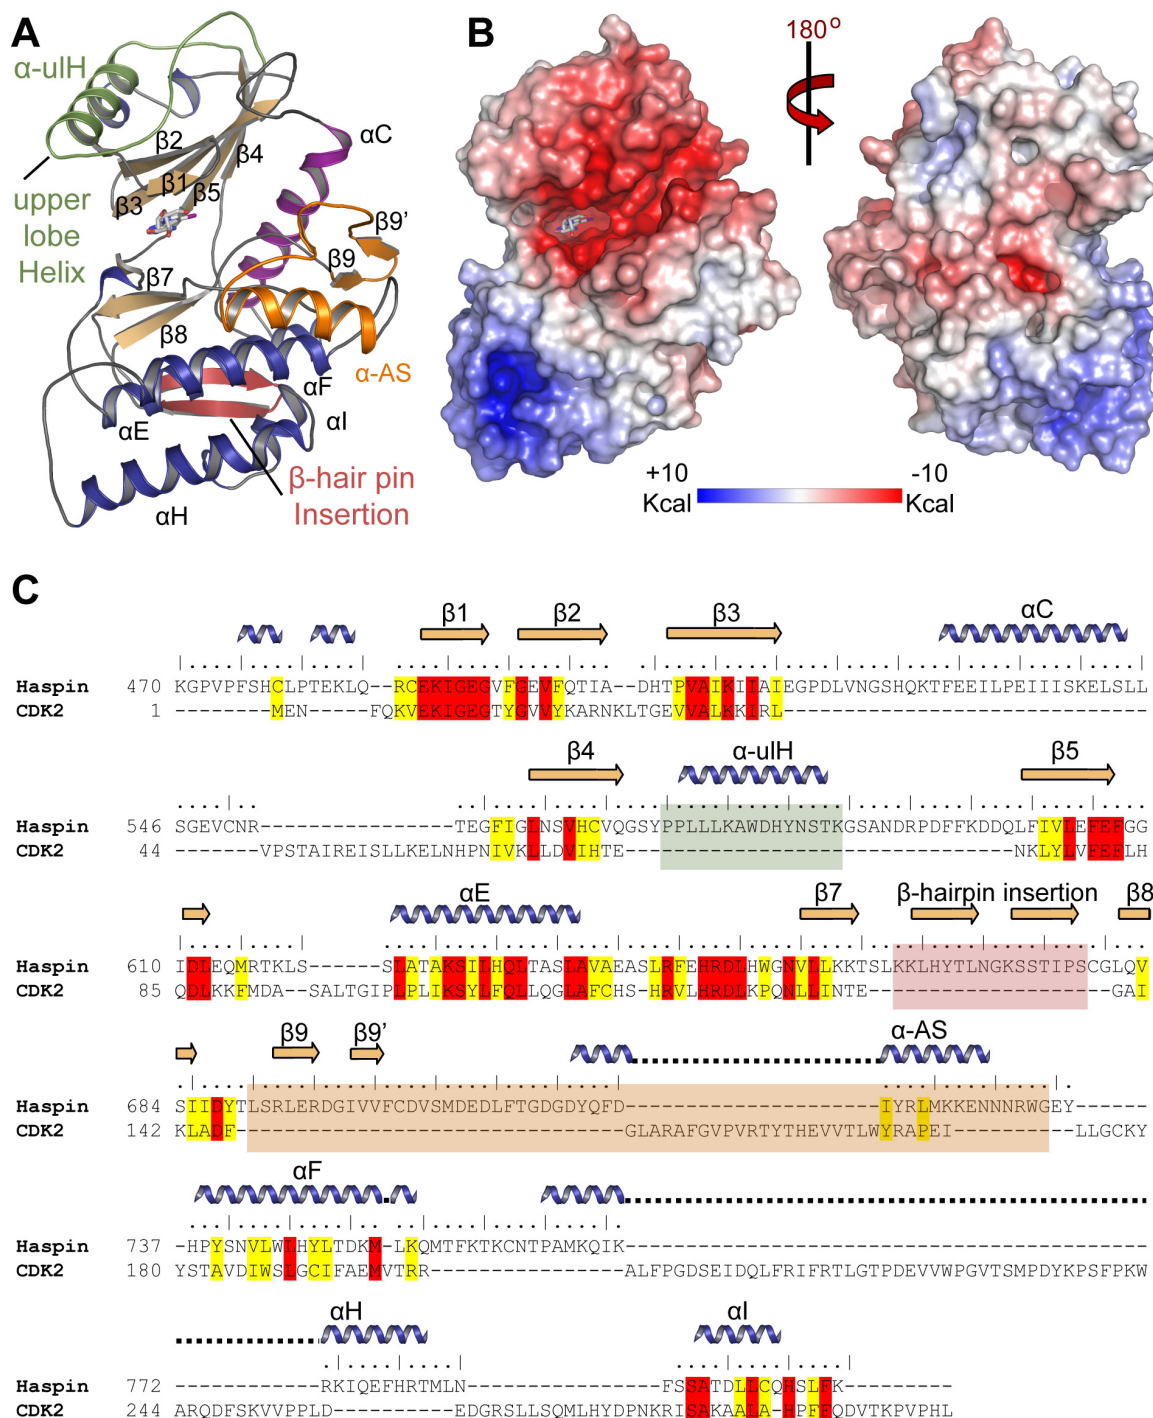 A
α-ulH
β2
αC
β4
β1
β3
β5
upper
lobe
Helix
β9'
β9
β7
β8
αF
α-AS
αE
αI
β-hair pin
Insertion
αH
B
180°
+10
Kcal
-10
Kcal
C
β1 β2 β3 αC
Haspin 470 KGPVPFSHCLPTEKLQ--RCEKIGEGVFGEVFQTIA--DHTPVAIKIIAIEGPDLVNGSHQKTFEEILPEIIISKELSLL
CDK2 1 --------MEN-----FQKVEKIGEGTYGVVYKARNKLTGEVVALKKIRL------------------------------
β4 α-ulH β5
Haspin 546 SGEVCNR----------------TEGFIGLNSVHCVQGSYPPLLLKAWDHYNSTKGSANDRPDFFKDDQLFIVLEFEFGG
CDK2 44 -------VPSTAIREISLLKELNHPNIVKLLDVIHTE--------------------------------NKLYLVFEFLH
αE β7 β-hairpin insertion β8
Haspin 610 IDLEQMRTKLS------SLATAKSILHQLTASLAVAEASLRFEHRDLHWGNVLLKKTSLKKLHYTLNGKSSTIPSCGLQV
CDK2 85 QDLKKFMDA--SALTGIPLPLIKSYLFQLLQGLAFCHS-HRVLHRDLKPQNLLINTE--------------------GAI
β9 β9' α-AS
Haspin 684 SIIDYTLSRLERDGIVVFCDVSMDEDLFTGDGDYQFD---------------------IYRLMKKENNNRWGEY------
CDK2 142 KLADF--------------------------------GLARAFGVPVRTYTHEVVTLWYRAPEI----------LLGCKY
αF
Haspin 737 -HPYSNVLWLHYLTDKM-LKQMTFKTKCNTPAMKQIK-------------------------------------------
CDK2 180 YSTAVDIWSLGCIFAEMVTRR----------------ALFPGDSEIDQLFRIFRTLGTPDEVVWPGVTSMPDYKPSFPKW
αH αI
Haspin 772 ------------RKIQEFHRTMLN----------------FSSATDLLCQHSLFK---------
CDK2 244 ARQDFSKVVPPLD----------EDGRSLLSQMLHYDPNKRISAKAALA-HPFFQDVTKPVPHL